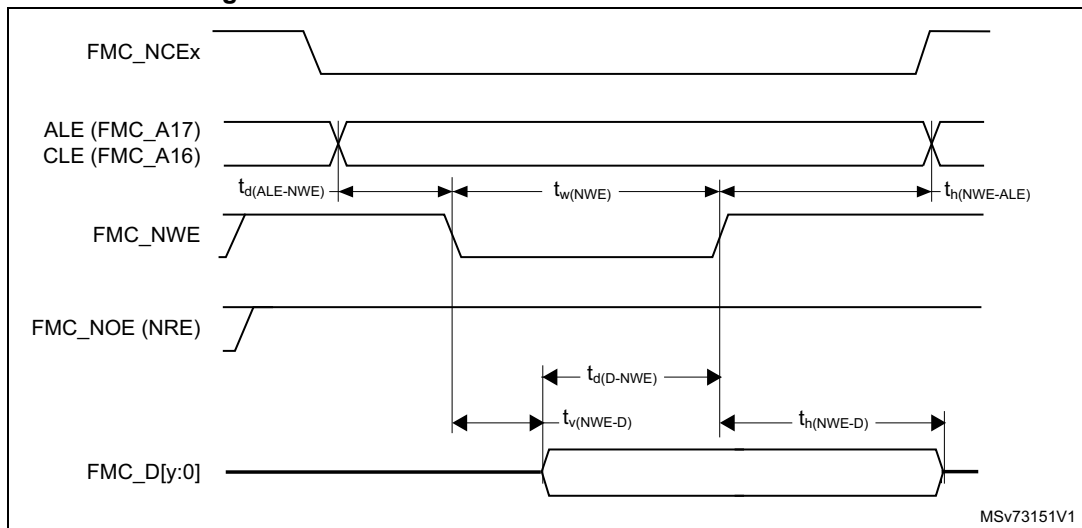 FMC_NCEx
ALE (FMC_A17)
CLE (FMC_A16)
td(ALE-NWE)
tw(NWE)
th(NWE-ALE)
FMC_NWE
FMC_NOE (NRE)
td(D-NWE)
tv(NWE-D)
th(NWE-D)
FMC_D[y:0]
MSv73151V1